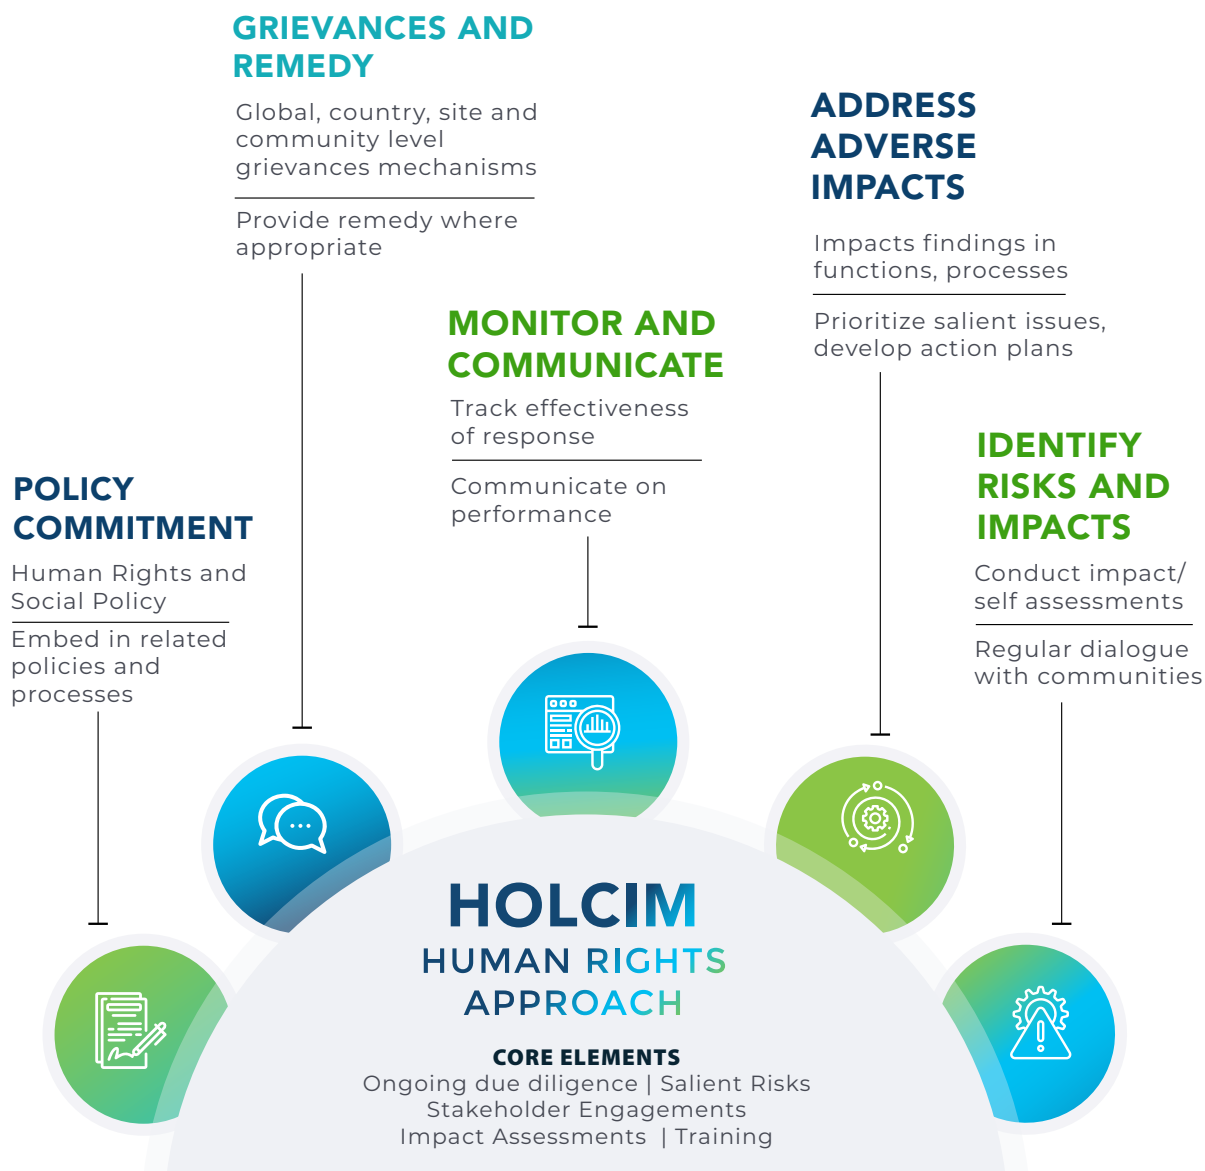 GRIEVANCES AND
REMEDY
Global, country, site and
community level
grievances mechanisms
Provide remedy where
appropriate
ADDRESS
ADVERSE
IMPACTS
Impacts findings in
functions, processes
Prioritize salient issues,
develop action plans
MONITOR AND
COMMUNICATE
Track effectiveness
of response
Communicate on
performance
IDENTIFY
RISKS AND
IMPACTS
Conduct impact/
self assessments
Regular dialogue
with communities
POLICY
COMMITMENT
Human Rights and
Social Policy
Embed in related
policies and
processes
HOLCIM
HUMAN RIGHTS
APPROACH
CORE ELEMENTS
Ongoing due diligence | Salient Risks
Stakeholder Engagements
Impact Assessments | Training